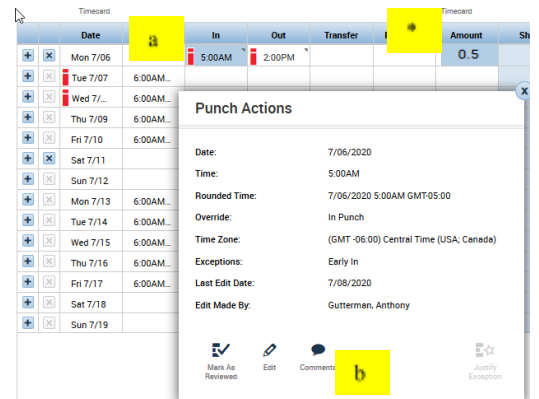 Timecard
Timecard
Date a In Out Transfer P * Amount Sh
Mon 7/06 5:00AM 2:00PM 0.5
Tue 7/07 6:00AM...
Wed 7/... 6:00AM...
Thu 7/09 6:00AM...
Fri 7/10 6:00AM...
Sat 7/11
Sun 7/12
Mon 7/13 6:00AM...
Tue 7/14 6:00AM...
Wed 7/15 6:00AM...
Thu 7/16 6:00AM...
Fri 7/17 6:00AM...
Sat 7/18
Sun 7/19
Punch Actions
x
Date: 7/06/2020
Time: 5:00AM
Rounded Time: 7/06/2020 5:00AM GMT-05:00
Override: In Punch
Time Zone: (GMT -06:00) Central Time (USA; Canada)
Exceptions: Early In
Last Edit Date: 7/08/2020
Edit Made By: Gutterman, Anthony
Mark As Reviewed
Edit
Comments
b
Justify Exception